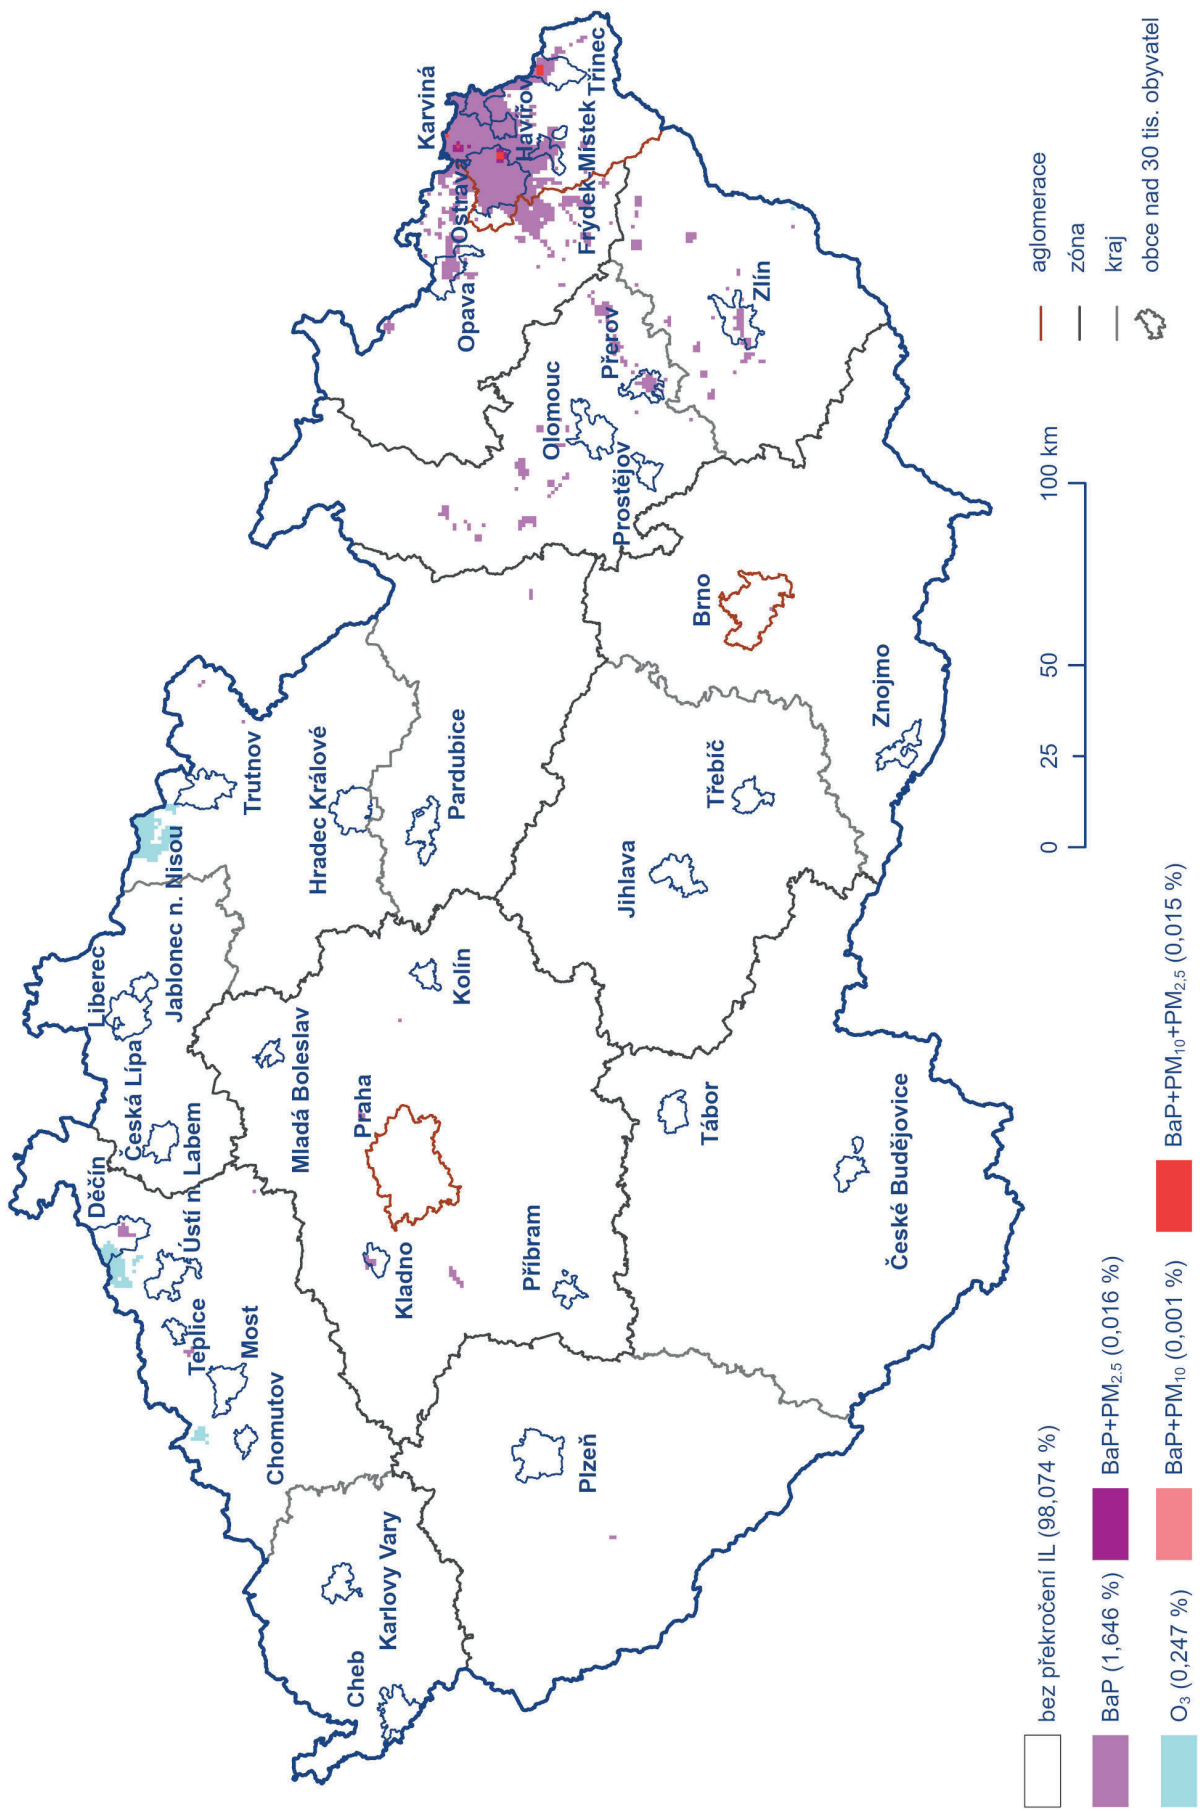 Děčín
Liberec
Česká Lípa
Jablonec n. Nisou
Ústí n. Labem
Teplice
Most
Chomutov
Trutnov
Mladá Boleslav
Hradec Králové
Cheb
Karlovy Vary
Kladno
Praha
Kolín
Pardubice
Opava
Ostrava
Karviná
Havířov
Třinec
Frýdek-Místek
Příbram
Plzeň
Olomouc
Přerov
Prostějov
Jihlava
Tábor
Třebíč
Brno
Zlín
České Budějovice
Znojmo
0 25 50 100 km
bez překročení IL (98,074 %)
BaP (1,646 %)
BaP+PM2.5 (0,016 %)
O3 (0,247 %)
BaP+PM10 (0,001 %)
BaP+PM10+PM2,5 (0,015 %)
aglomerace
zóna
kraj
obce nad 30 tis. obyvatel